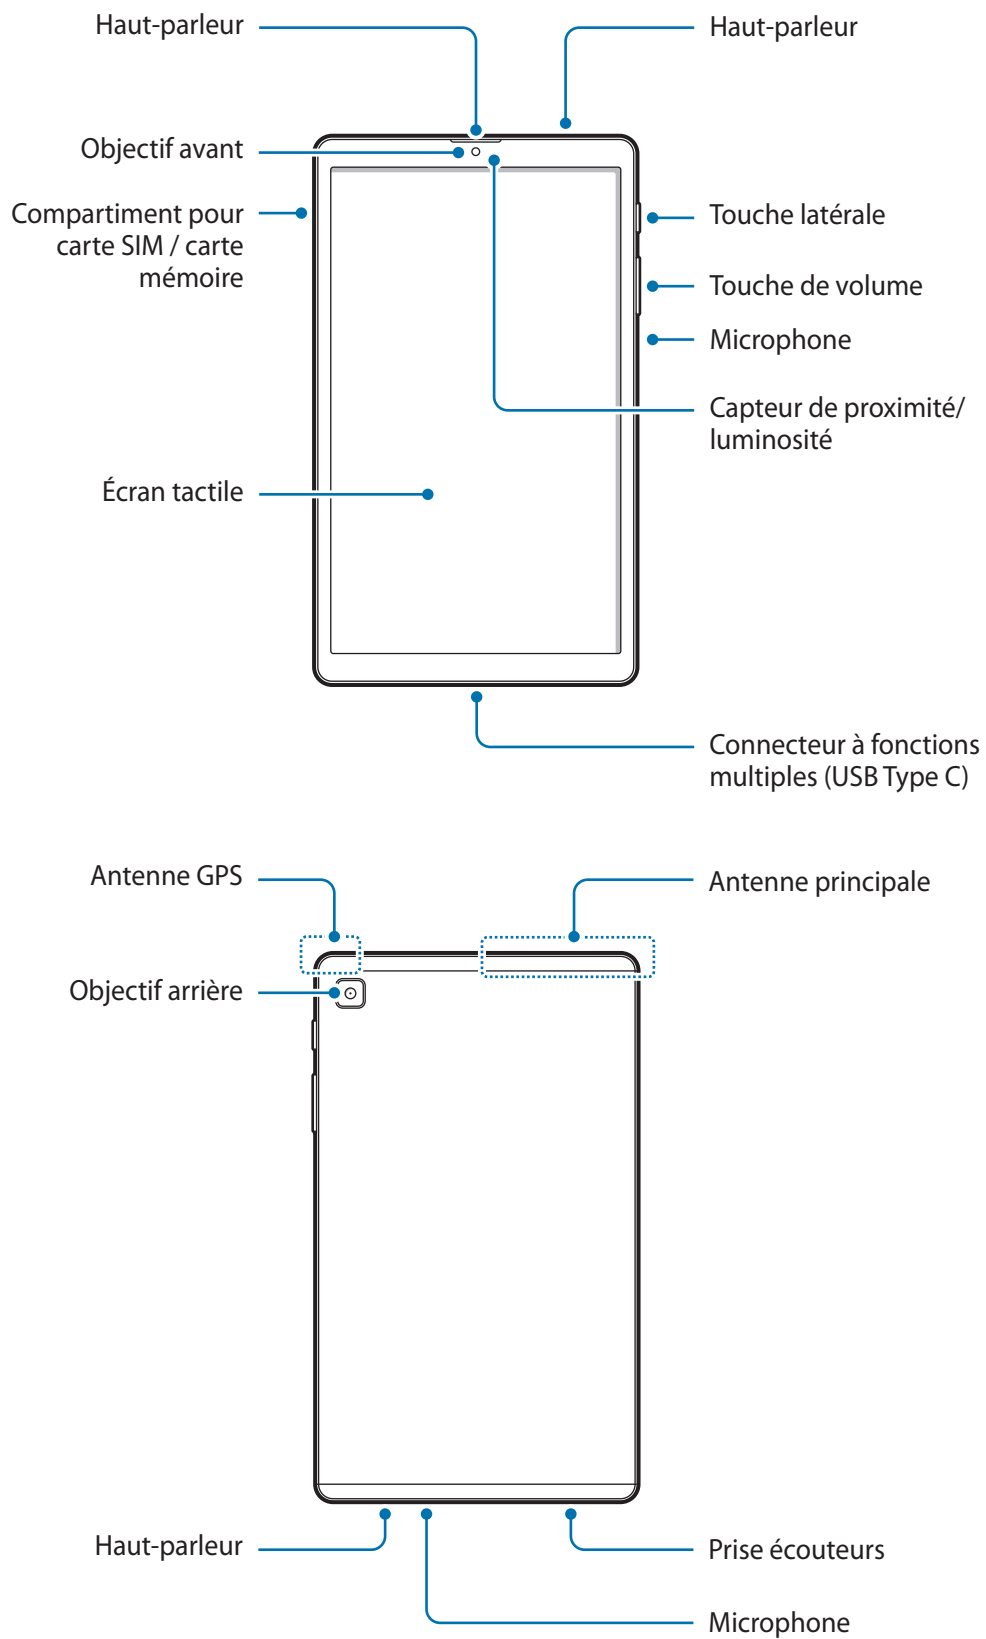 Haut-parleur
Haut-parleur
Objectif avant
Compartiment pour
carte SIM / carte
mémoire
Touche latérale
Touche de volume
Microphone
Capteur de proximité/
luminosité
Écran tactile
Connecteur à fonctions
multiples (USB Type C)
Antenne GPS
Antenne principale
Objectif arrière
Haut-parleur
Prise écouteurs
Microphone